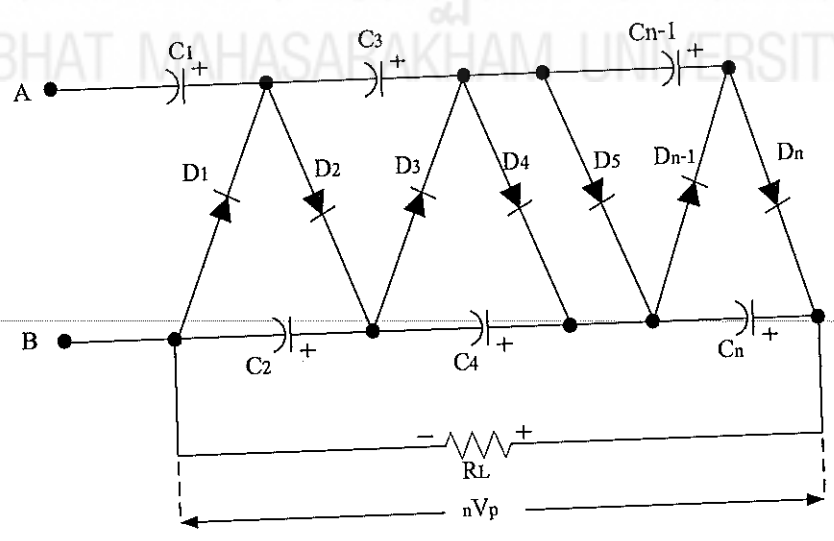 BHAT MAHASARAKHAM UNIVERSITY
C1 + C3 + Cn-1 +
A
D1 D2 D3 D4 D5 Dn-1 Dn
B
C2 + C4 + Cn +
− +
RL
nVp